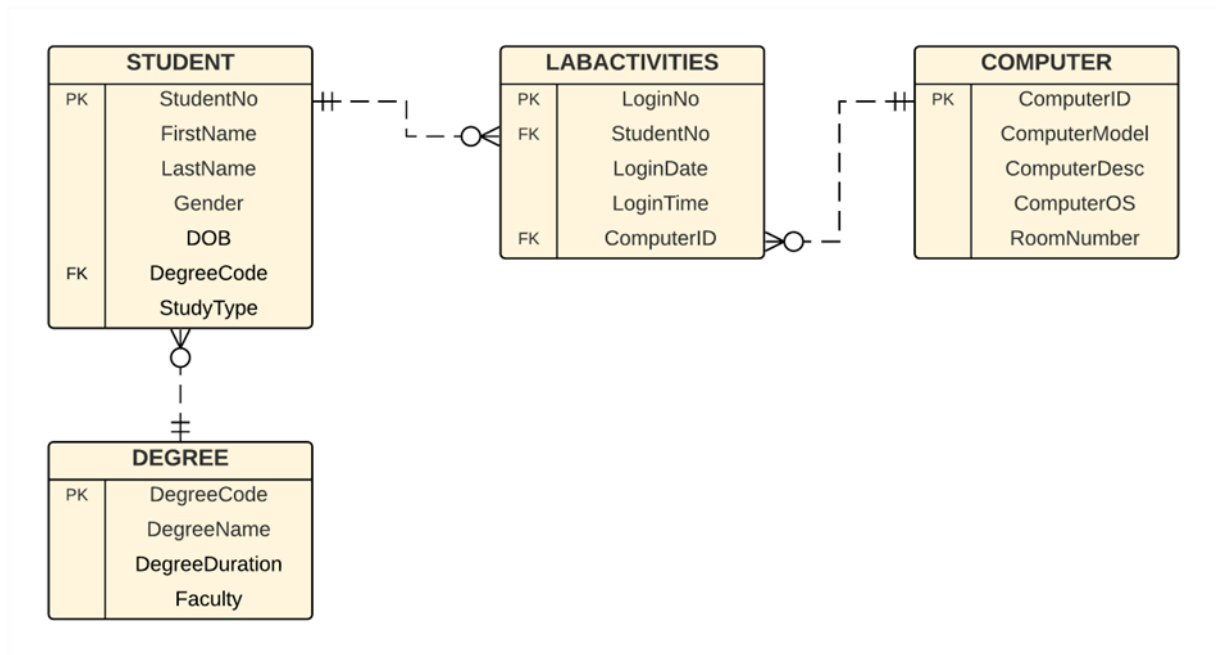 STUDENT
PK StudentNo
FirstName
LastName
Gender
DOB
FK DegreeCode
StudyType
LABACTIVITIES
PK LoginNo
FK StudentNo
LoginDate
LoginTime
FK ComputerID
COMPUTER
PK ComputerID
ComputerModel
ComputerDesc
ComputerOS
RoomNumber
DEGREE
PK DegreeCode
DegreeName
DegreeDuration
Faculty